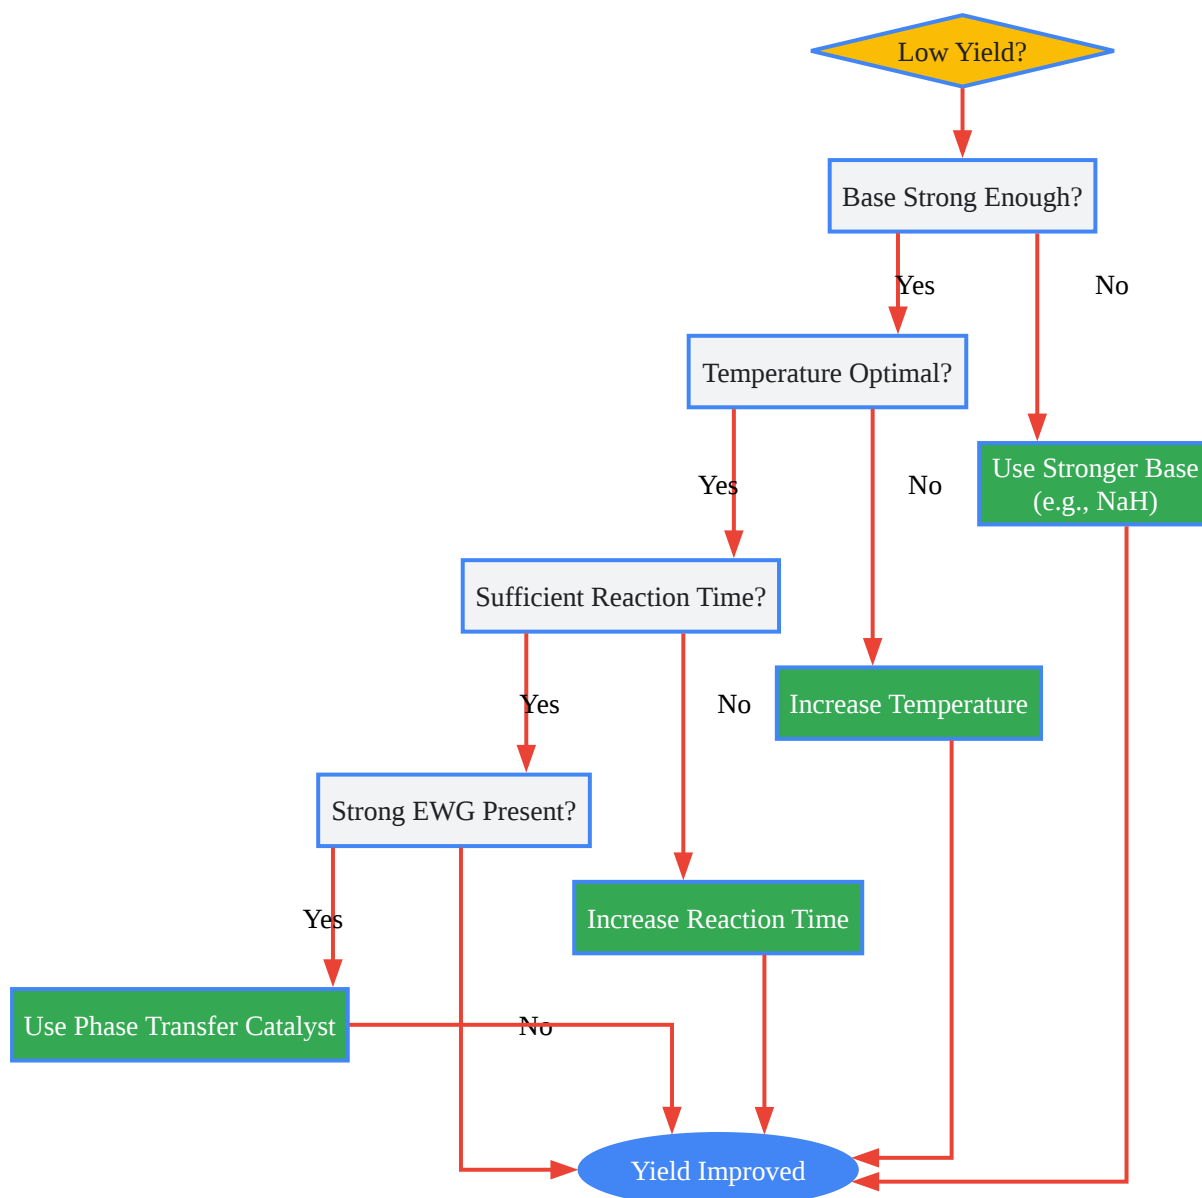 Low Yield?
Base Strong Enough?
Yes
No
Temperature Optimal?
Use Stronger Base
(e.g., NaH)
Yes
No
Sufficient Reaction Time?
Yes
No
Increase Temperature
Strong EWG Present?
Yes
Increase Reaction Time
Use Phase Transfer Catalyst
No
Yield Improved